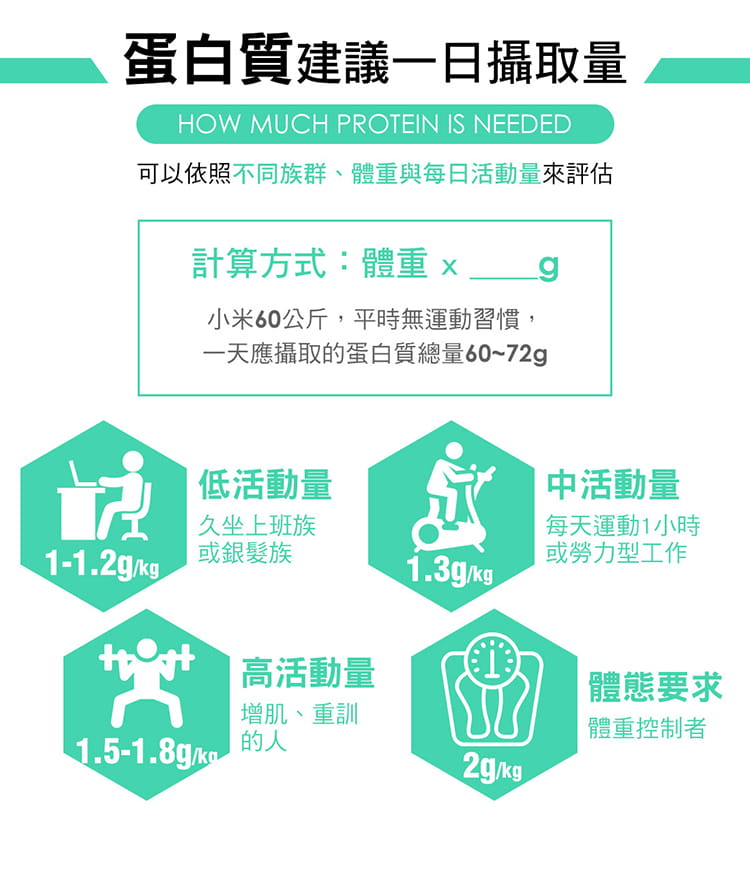 蛋白質建議一日攝取量
HOW MUCH PROTEIN IS NEEDED
可以依照不同族群、體重與每日活動量來評估
計算方式：體重 x ____g
小米60公斤，平時無運動習慣，
一天應攝取的蛋白質總量60~72g
低活動量
久坐上班族
或銀髮族
1-1.2g/kg
中活動量
每天運動1小時
或勞力型工作
1.3g/kg
高活動量
增肌、重訓
的人
1.5-1.8g/kg
體態要求
體重控制者
2g/kg